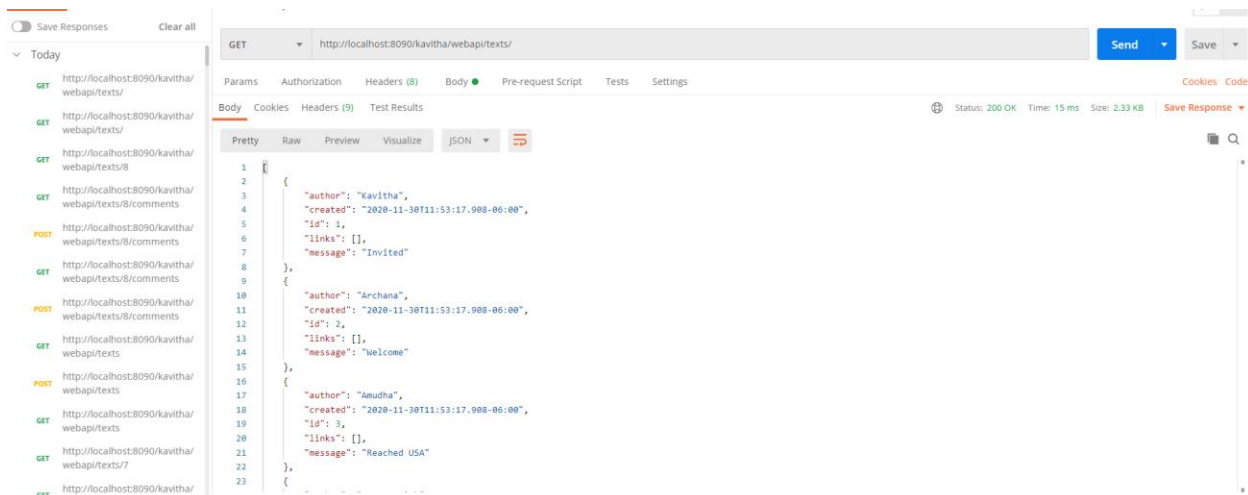 Save Responses Clear all
Today
GET http://localhost:8090/kavitha/
webapi/texts/
GET http://localhost:8090/kavitha/
webapi/texts/
GET http://localhost:8090/kavitha/
webapi/texts/8
GET http://localhost:8090/kavitha/
webapi/texts/8/comments
POST http://localhost:8090/kavitha/
webapi/texts/8/comments
GET http://localhost:8090/kavitha/
webapi/texts/8/comments
POST http://localhost:8090/kavitha/
webapi/texts/8/comments
GET http://localhost:8090/kavitha/
webapi/texts
POST http://localhost:8090/kavitha/
webapi/texts
GET http://localhost:8090/kavitha/
webapi/texts
GET http://localhost:8090/kavitha/
webapi/texts/7
GET http://localhost:8090/kavitha/
GET http://localhost:8090/kavitha/webapi/texts/ Send Save
Params Authorization Headers (8) Body Pre-request Script Tests Settings Cookies Code
Body Cookies Headers (9) Test Results Status: 200 OK Time: 15 ms Size: 2.33 KB Save Response
Pretty Raw Preview Visualize JSON
1 [
2 {
3 "author": "Kavitha",
4 "created": "2020-11-30T11:53:17.908-06:00",
5 "id": 1,
6 "links": [],
7 "message": "Invited"
8 },
9 {
10 "author": "Archana",
11 "created": "2020-11-30T11:53:17.908-06:00",
12 "id": 2,
13 "links": [],
14 "message": "Welcome"
15 },
16 {
17 "author": "Amudha",
18 "created": "2020-11-30T11:53:17.908-06:00",
19 "id": 3,
20 "links": [],
21 "message": "Reached USA"
22 },
23 {